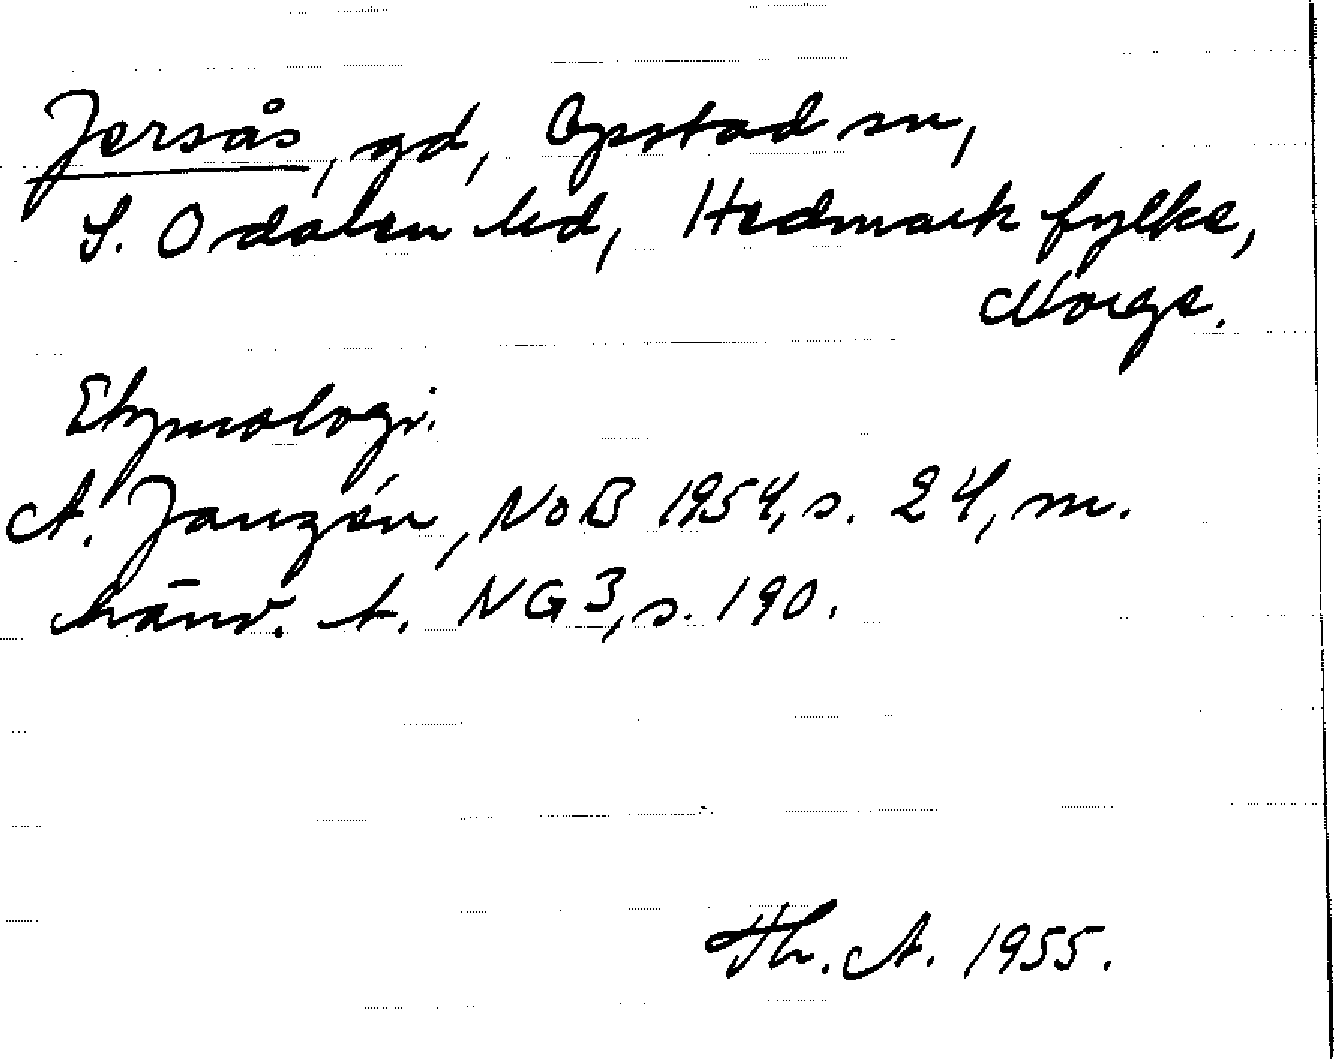 Jersås, gd, Opstad sn,
S. Odalen hd, Hedmark fylke,
Norge.
Etymologi.
A. Janzén, NoB 1954, s. 24, m.
hänv. t. NG 3, s. 190.
Th. A. 1955.